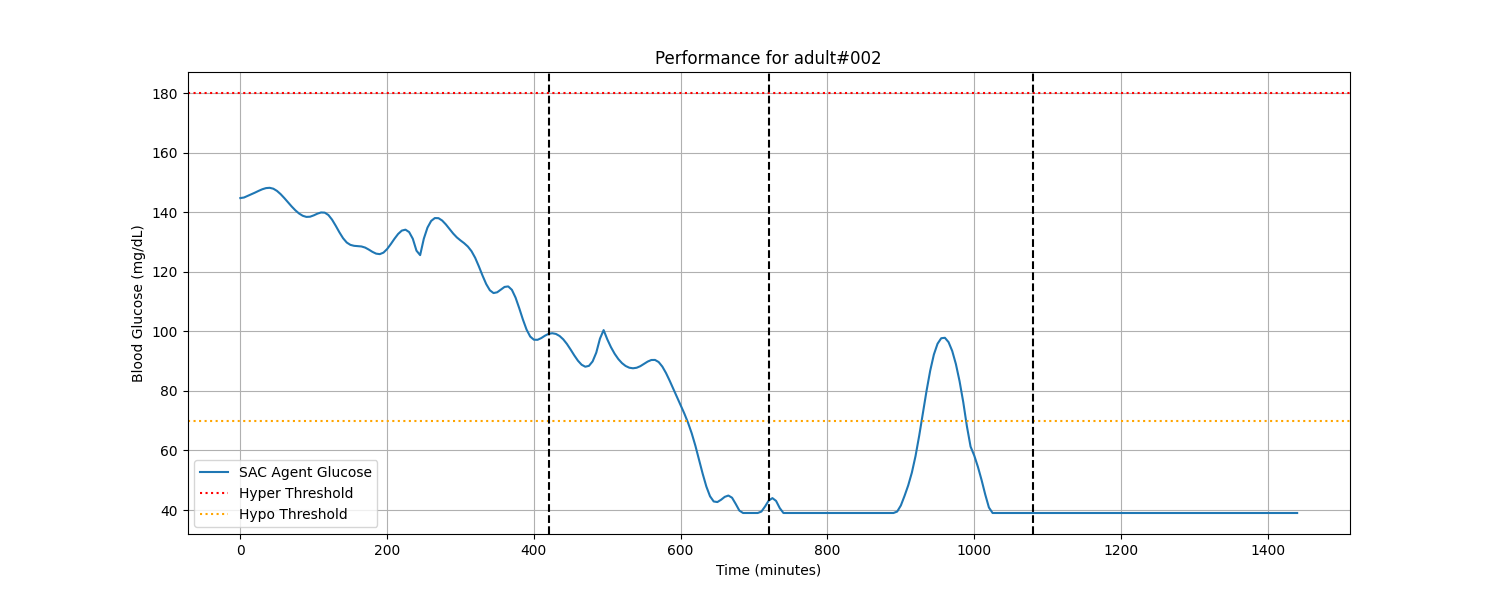 Performance for adult#002
Blood Glucose (mg/dL)
180
160
140
120
100
80
60
40
SAC Agent Glucose
Hyper Threshold
Hypo Threshold
0 200 400 600 800 1000 1200 1400
Time (minutes)